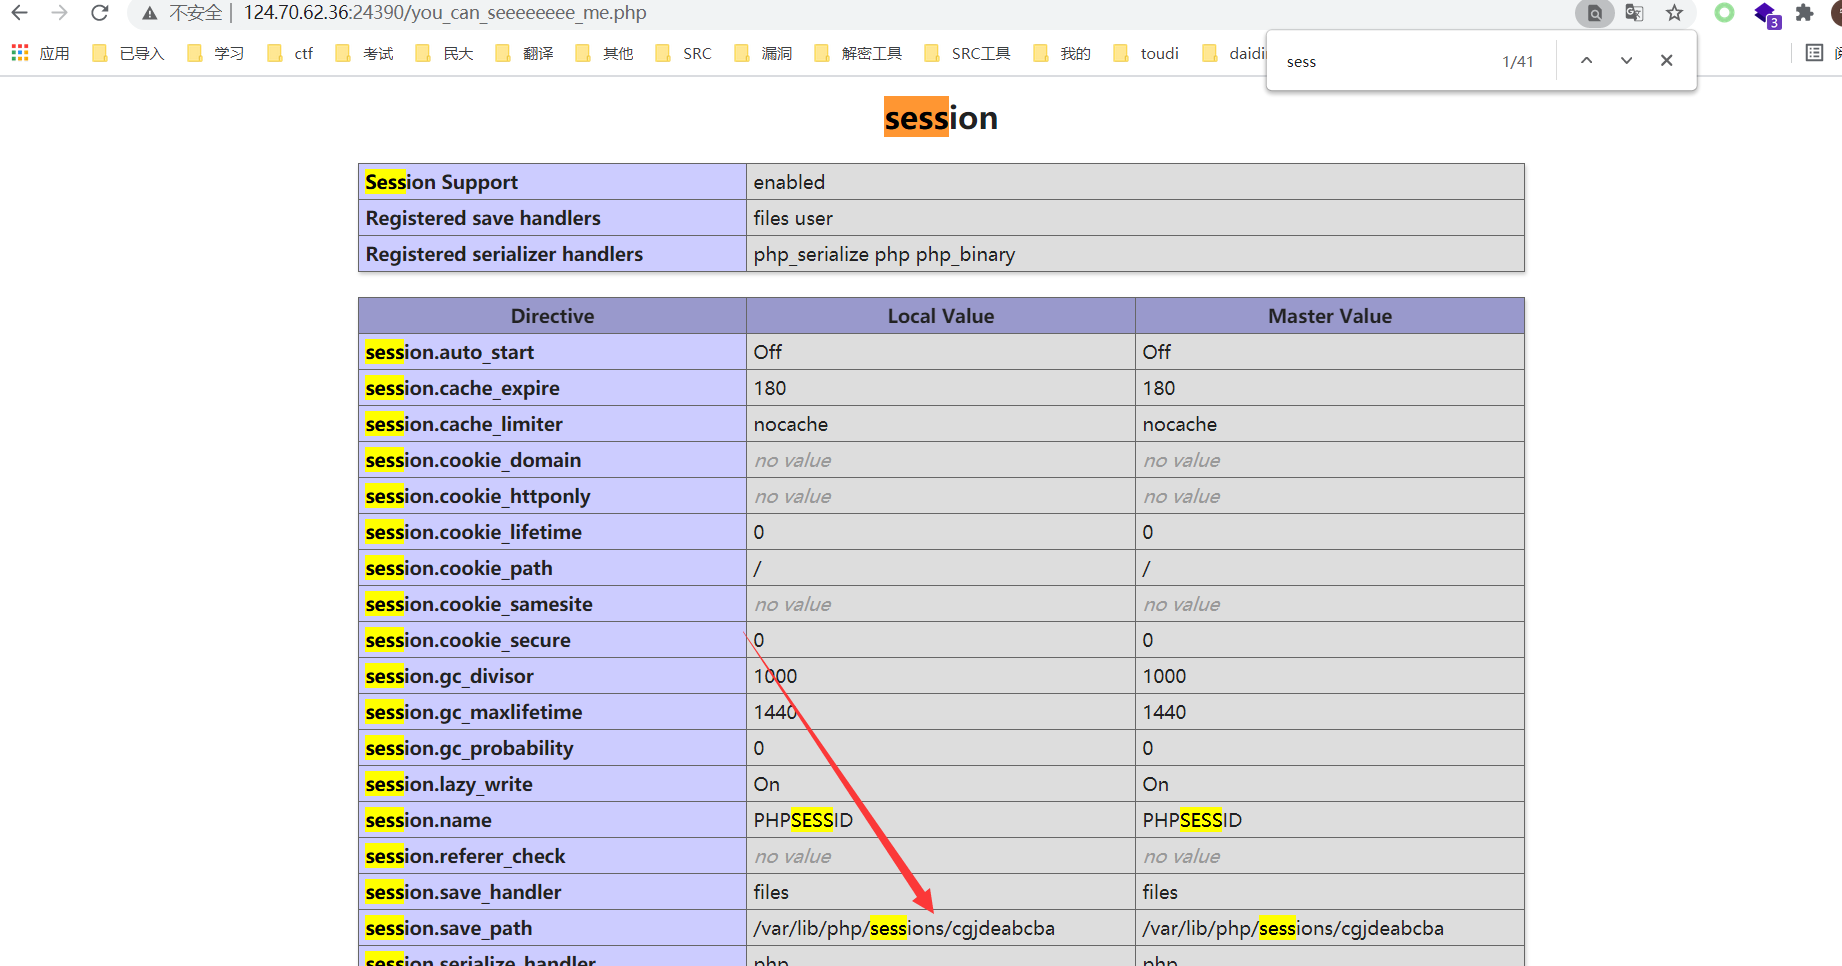 不安全 | 124.70.62.36:24390/you_can_seeeeeeee_me.php
3
应用 已导入 学习 ctf 考试 民大 翻译 其他 SRC 漏洞 解密工具 SRC工具 我的 toudi daidi
sess 1/41
session
Session Support enabled
Registered save handlers files user
Registered serializer handlers php_serialize php php_binary
Directive Local Value Master Value
session.auto_start Off Off
session.cache_expire 180 180
session.cache_limiter nocache nocache
session.cookie_domain no value no value
session.cookie_httponly no value no value
session.cookie_lifetime 0 0
session.cookie_path / /
session.cookie_samesite no value no value
session.cookie_secure 0 0
session.gc_divisor 1000 1000
session.gc_maxlifetime 1440 1440
session.gc_probability 0 0
session.lazy_write On On
session.name PHPSESSID PHPSESSID
session.referer_check no value no value
session.save_handler files files
session.save_path /var/lib/php/sessions/cgjdeabcba /var/lib/php/sessions/cgjdeabcba
session.serialize_handler php php